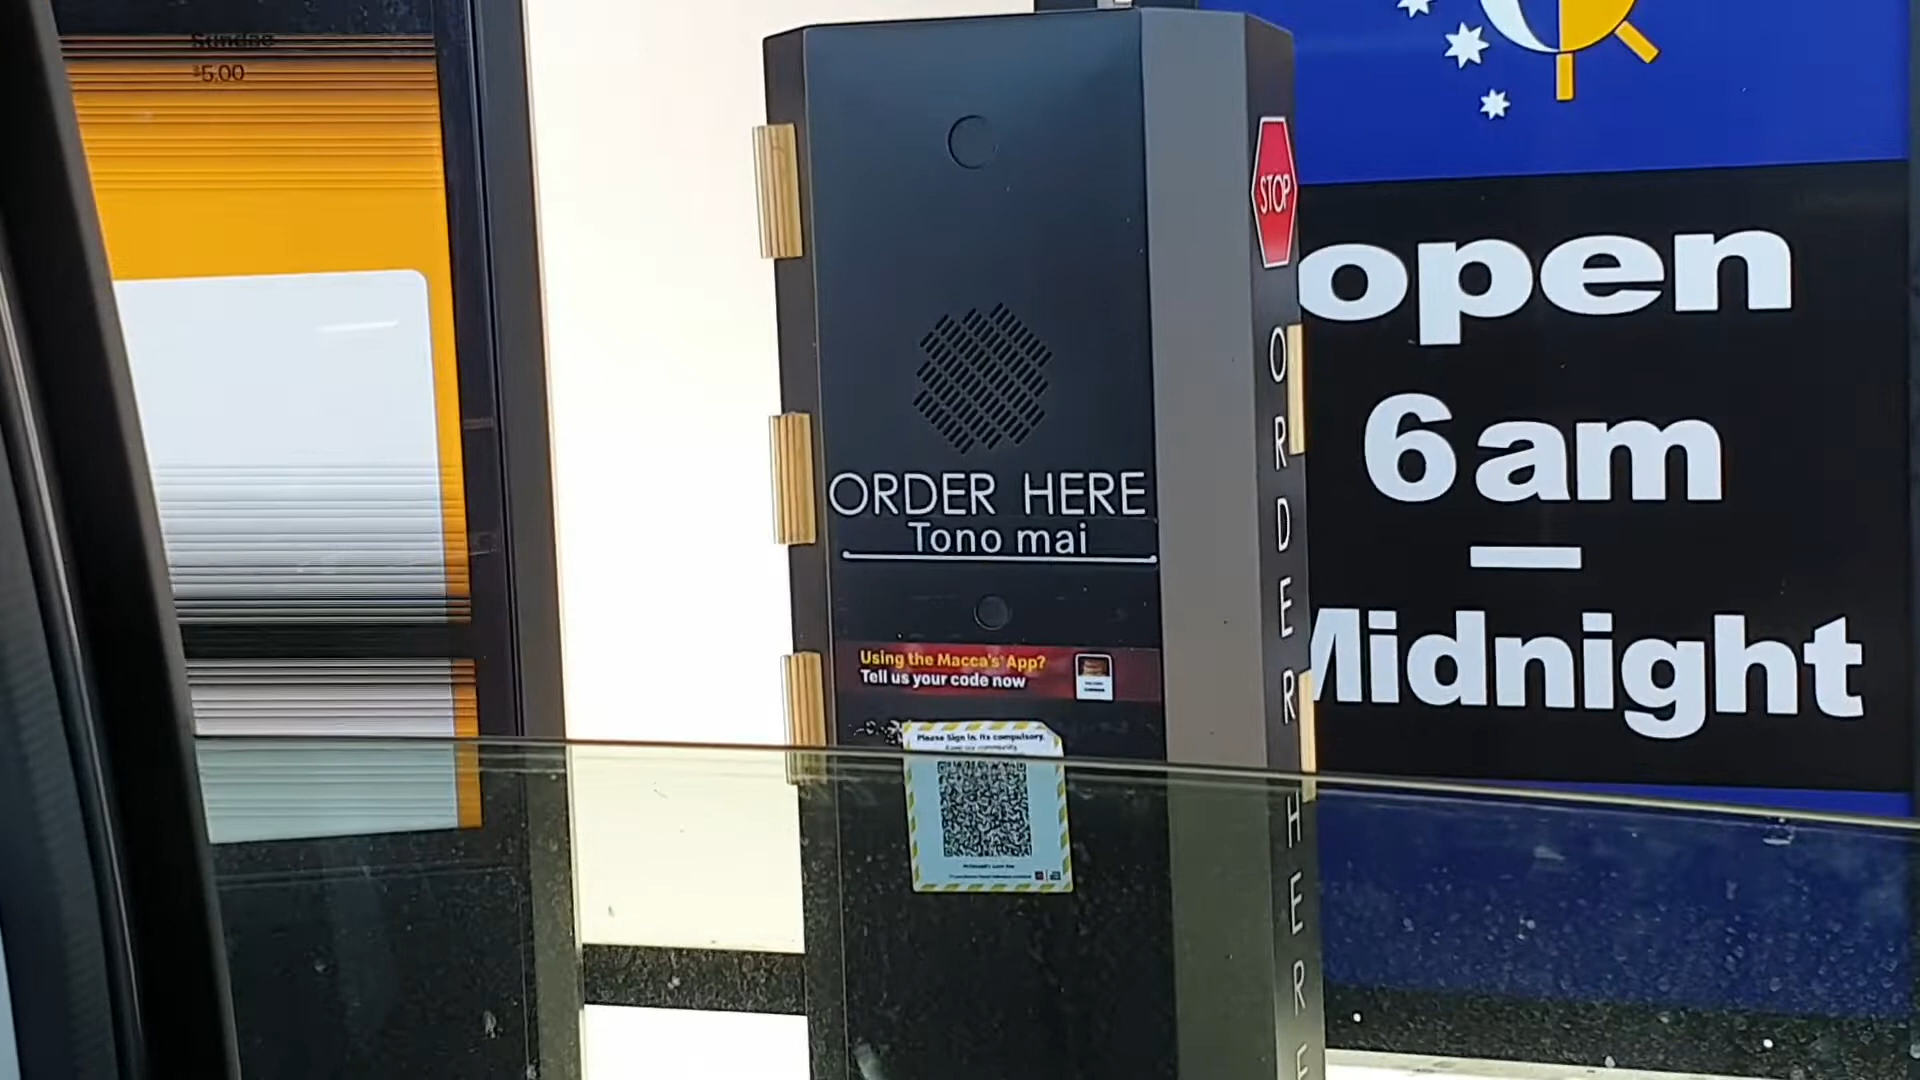 Sundae
$5.00
STOP
ORDER HERE
Tono mai
Using the Macca's App?
Tell us your code now
Please Sign in. Its compulsory.
ORDER HERE
open
6 am
—
Midnight